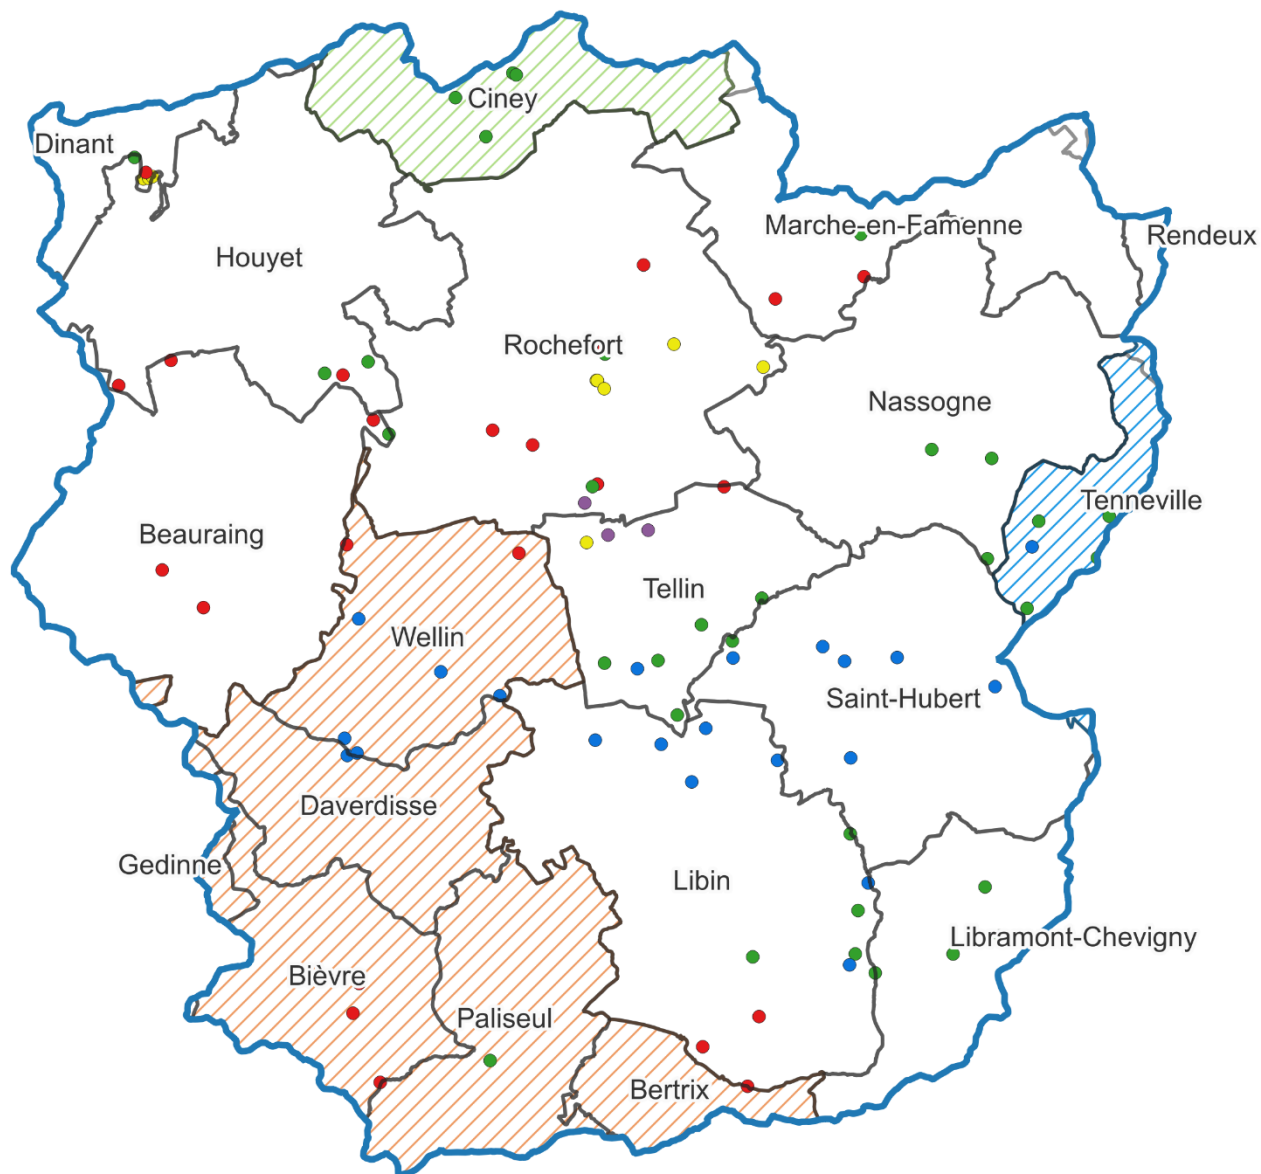 Ciney
Dinant
Marche-en-Famenne
Rendeux
Houyet
Rochefort
Nassogne
Tenneville
Beauraing
Tellin
Wellin
Saint-Hubert
Daverdisse
Gedinne
Libin
Libramont-Chevigny
Bièvre
Paliseul
Bertrix